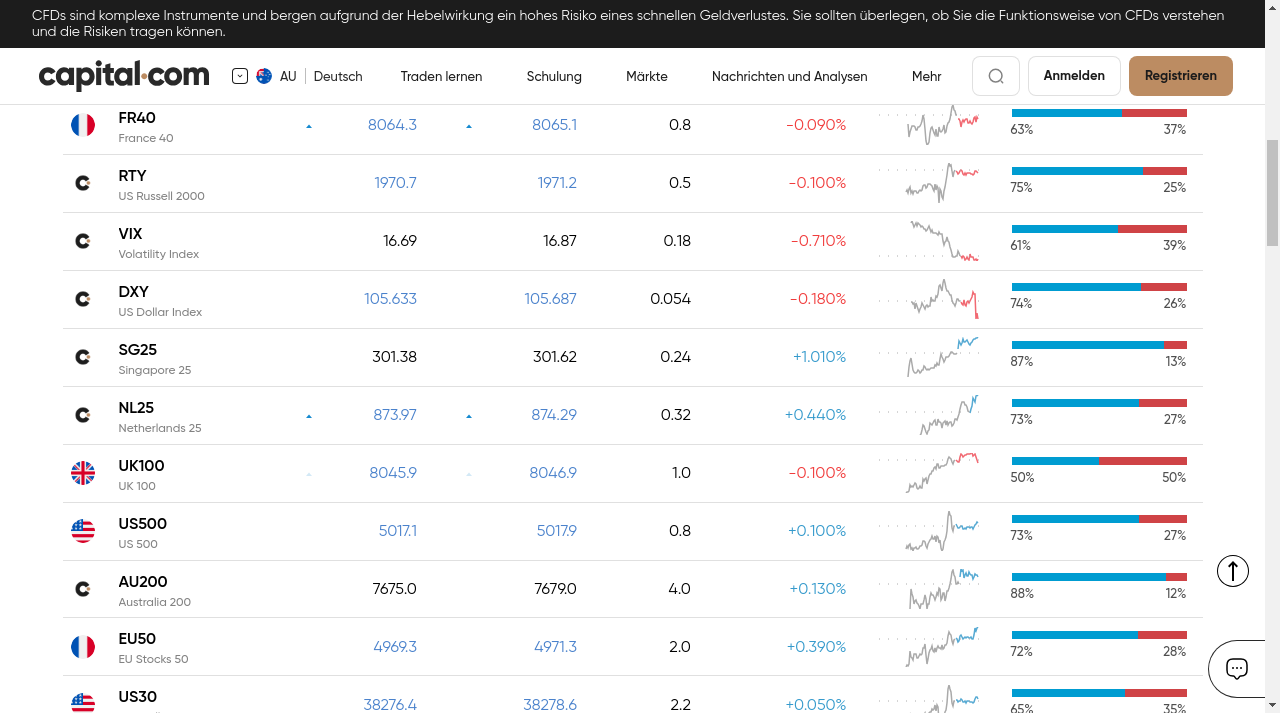 CFDs sind komplexe Instrumente und bergen aufgrund der Hebelwirkung ein hohes Risiko eines schnellen Geldverlustes. Sie sollten überlegen, ob Sie die Funktionsweise von CFDs verstehen
und die Risiken tragen können.
capital.com AU Deutsch Traden lernen Schulung Märkte Nachrichten und Analysen Mehr Anmelden Registrieren
FR40 8064.3 8065.1 0.8 -0.090%
France 40 63% 37%
RTY 1970.7 1971.2 0.5 -0.100%
US Russell 2000 75% 25%
VIX 16.69 16.87 0.18 -0.710%
Volatility Index 61% 39%
DXY 105.633 105.687 0.054 -0.180%
US Dollar Index 74% 26%
SG25 301.38 301.62 0.24 +1.010%
Singapore 25 87% 13%
NL25 873.97 874.29 0.32 +0.440%
Netherlands 25 73% 27%
UK100 8045.9 8046.9 1.0 -0.100%
UK 100 50% 50%
US500 5017.1 5017.9 0.8 +0.100%
US 500 73% 27%
AU200 7675.0 7679.0 4.0 +0.130%
Australia 200 88% 12%
EU50 4969.3 4971.3 2.0 +0.390%
EU Stocks 50 72% 28%
US30 38276.4 38278.6 2.2 +0.050%
65% 35%